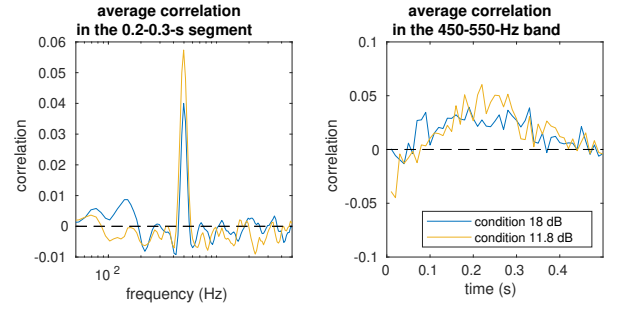 average correlation
in the 0.2-0.3-s segment
0.06
0.05
0.04
0.03
0.02
0.01
0
-0.01
correlation
10²
frequency (Hz)
average correlation
in the 450-550-Hz band
0.1
0.05
0
-0.05
-0.1
correlation
condition 18 dB
condition 11.8 dB
0 0.1 0.2 0.3 0.4
time (s)